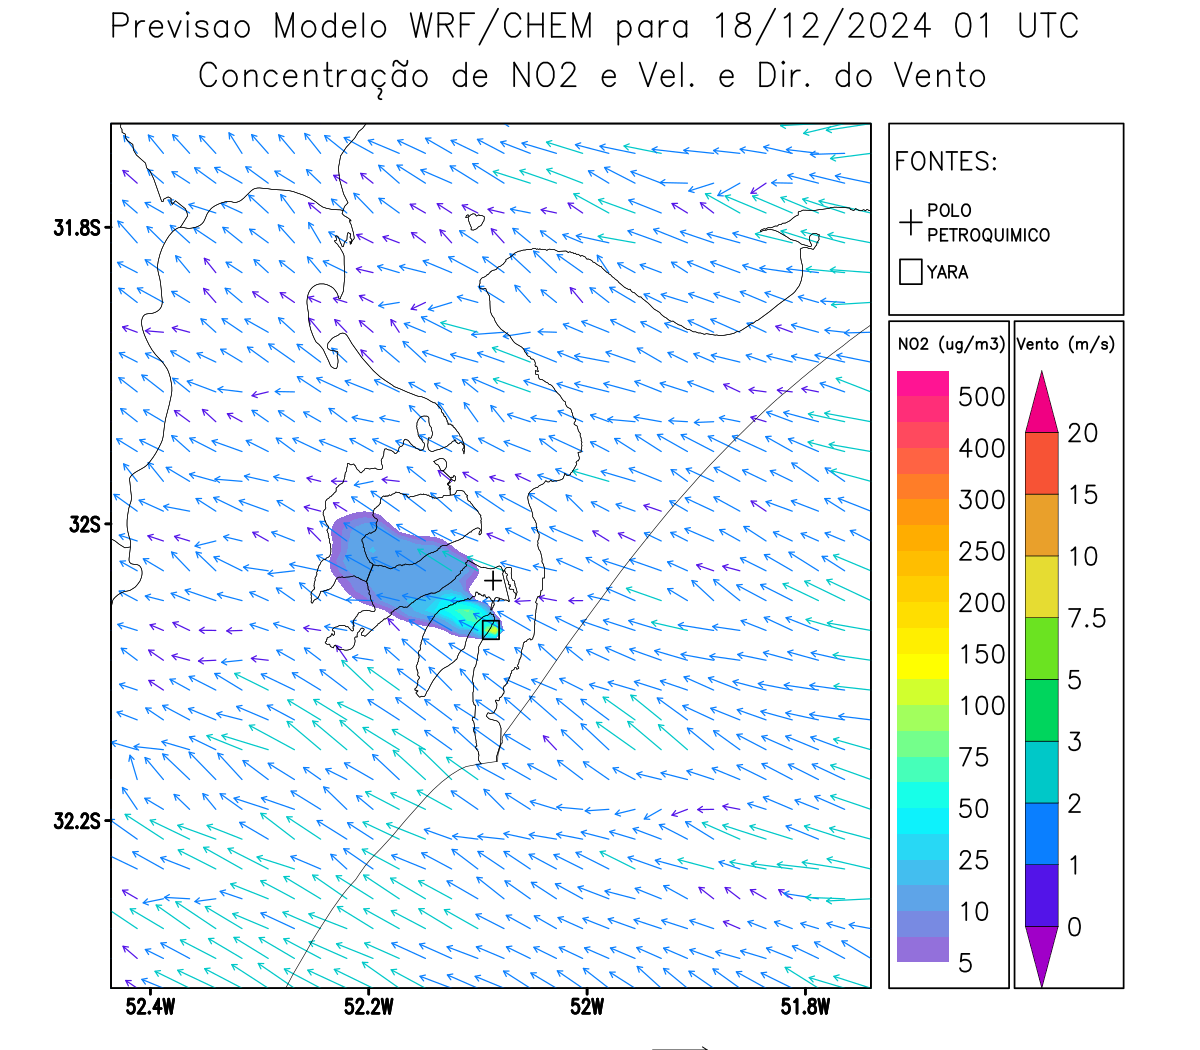 Previsao Modelo WRF/CHEM para 18/12/2024 01 UTC
Concentração de NO2 e Vel. e Dir. do Vento
FONTES:
POLO
PETROQUIMICO
YARA
NO2 (ug/m3)
500
400
300
250
200
150
100
75
50
25
10
5
Vento (m/s)
20
15
10
7.5
5
3
2
1
0
31.8S
32S
32.2S
52.4W
52.2W
52W
51.8W